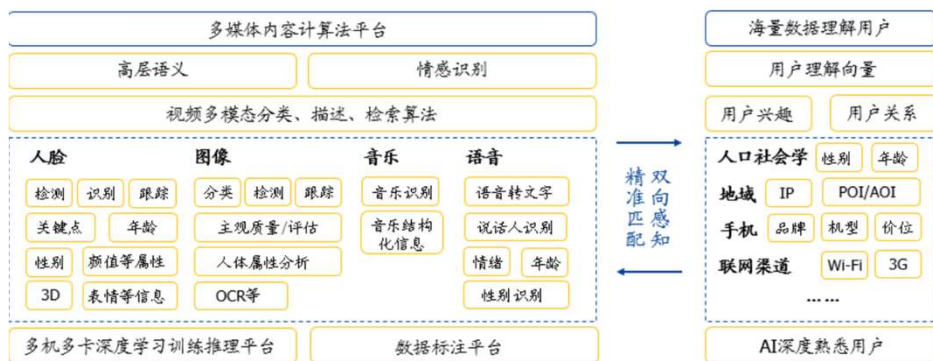 多媒体内容计算法平台
高层语义
情感识别
视频多模态分类、描述、检索算法
人脸
检测
识别
跟踪
关键点
年龄
性别
颜值等属性
3D
表情等信息
图像
分类
检测
跟踪
主观质量/评估
人体属性分析
OCR等
音乐
音乐识别
音乐结构
化信息
语音
语音转文字
说话人识别
情绪
年龄
性别识别
多机多卡深度学习训练推理平台
数据标注平台
双向感知
精准匹配
海量数据理解用户
用户理解向量
用户兴趣
用户关系
人口社会学
性别
年龄
地域
IP
POI/AOI
手机
品牌
机型
价位
联网渠道
Wi-Fi
3G
……
AI深度熟悉用户